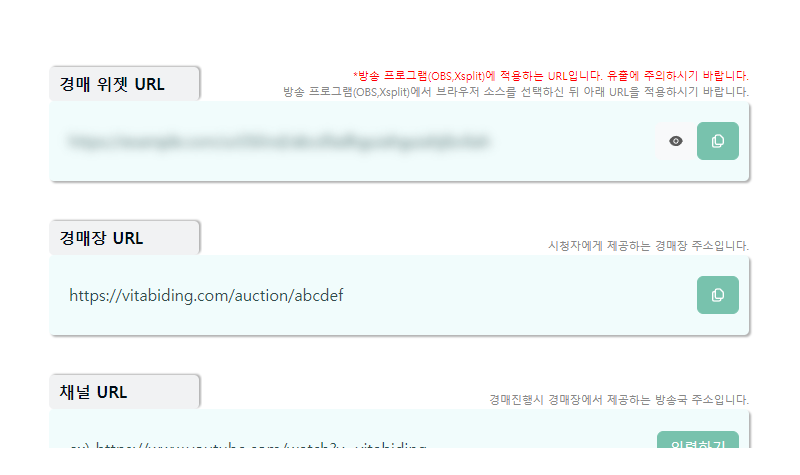 경매 위젯 URL
*방송 프로그램(OBS,Xsplit)에 적용하는 URL입니다. 유출에 주의하시기 바랍니다.
방송 프로그램(OBS,Xsplit)에서 브라우저 소스를 선택하신 뒤 아래 URL을 적용하시기 바랍니다.
경매장 URL
시청자에게 제공하는 경매장 주소입니다.
https://vitabiding.com/auction/abcdef
채널 URL
경매진행시 경매장에서 제공하는 방송국 주소입니다.
ex) https://www.youtube.com/watch?v=vitabiding
입력하기